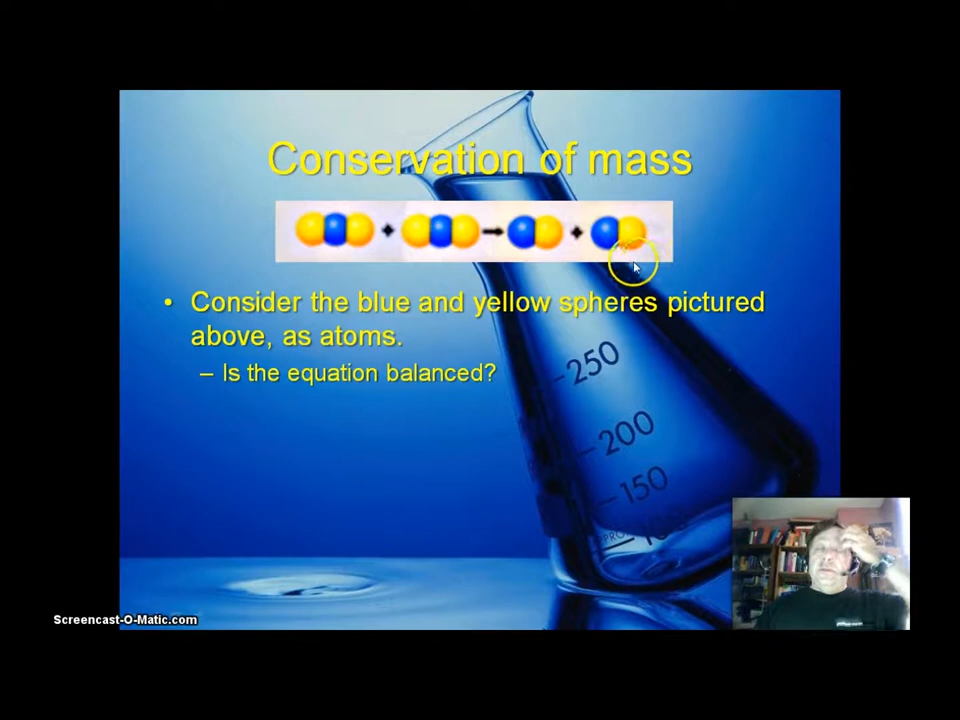 Conservation of mass
• Consider the blue and yellow spheres pictured
above, as atoms.
– Is the equation balanced?
250
200
150
Screencast-O-Matic.com